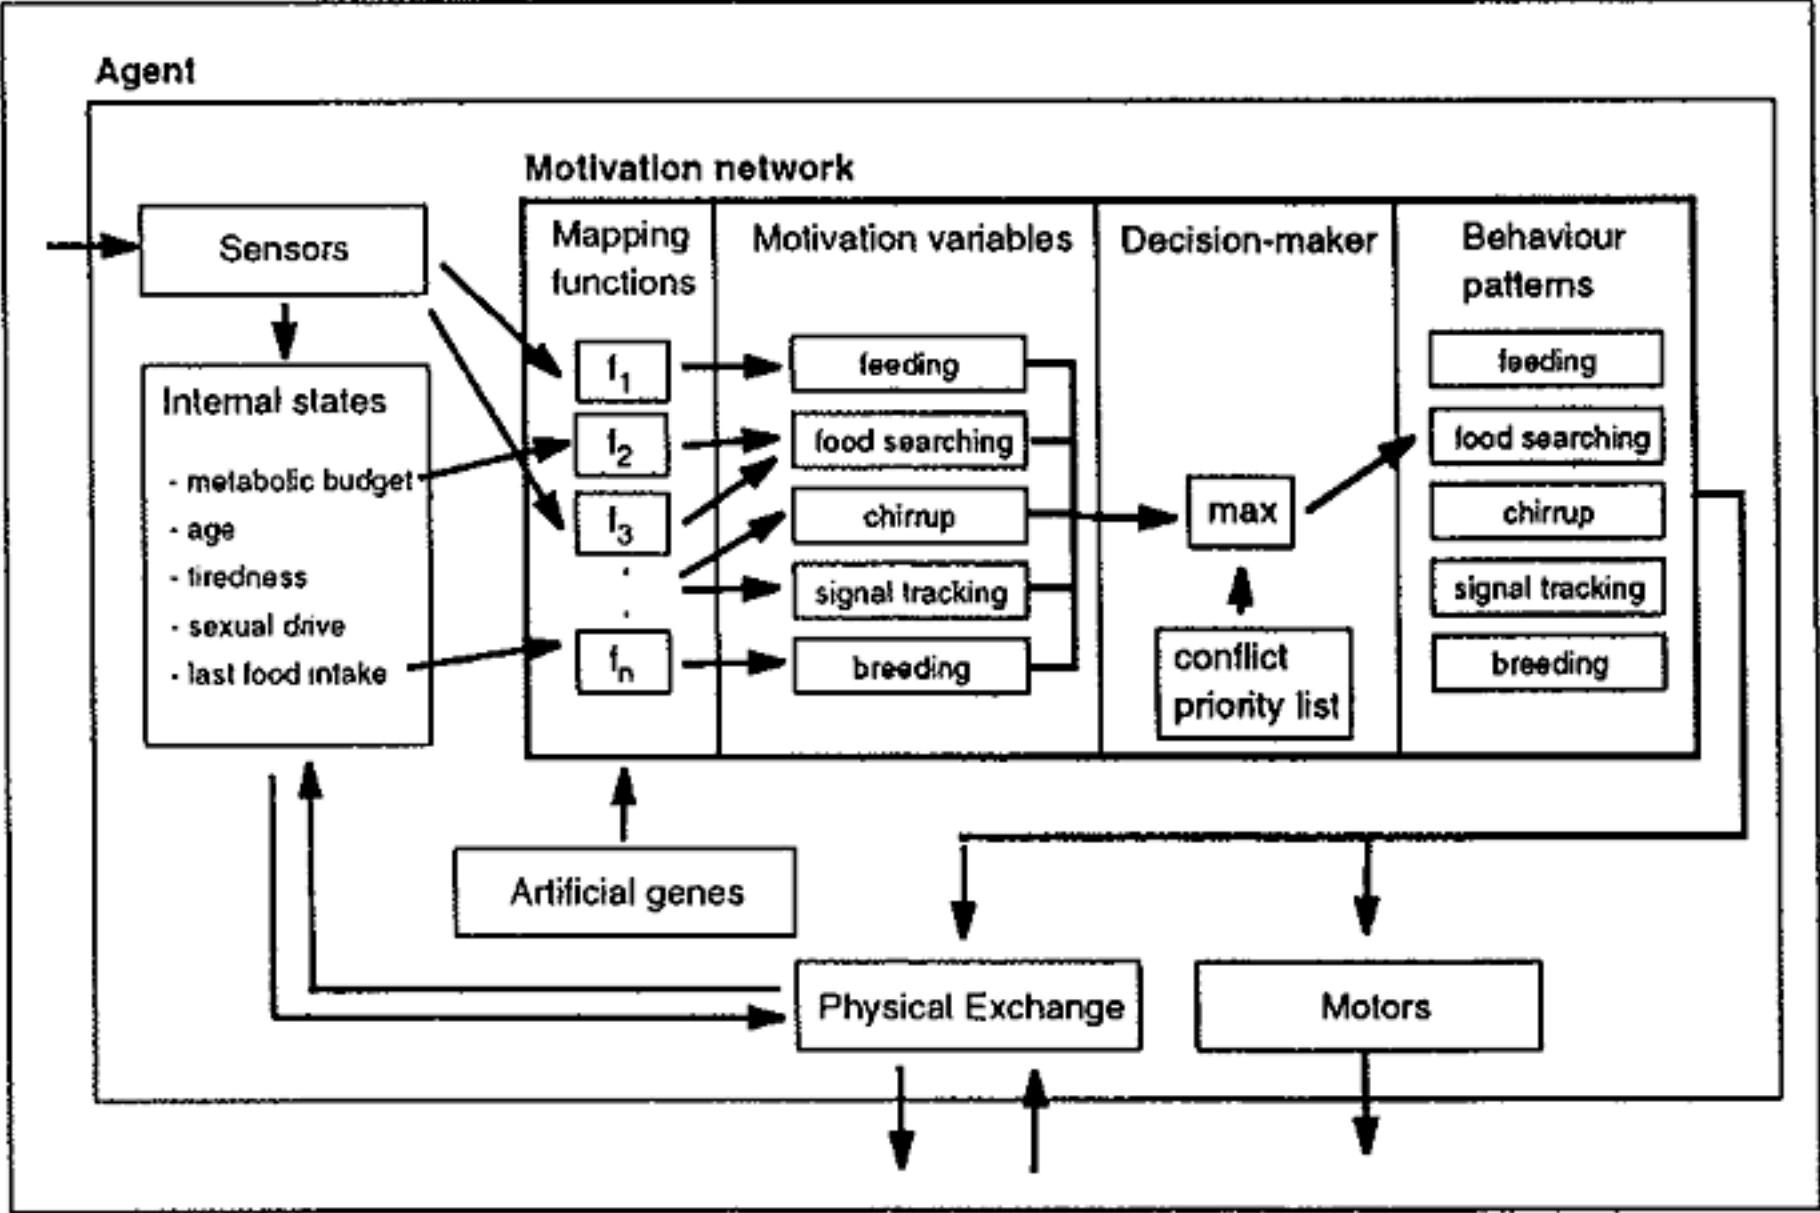 Agent
Motivation network
Sensors
Internal states
- metabolic budget
- age
- tiredness
- sexual drive
- last food intake
Mapping
functions
f1
f2
f3
.
.
fn
Motivation variables
feeding
food searching
chirrup
signal tracking
breeding
Decision-maker
max
conflict
priority list
Behaviour
patterns
feeding
food searching
chirrup
signal tracking
breeding
Artificial genes
Physical Exchange
Motors